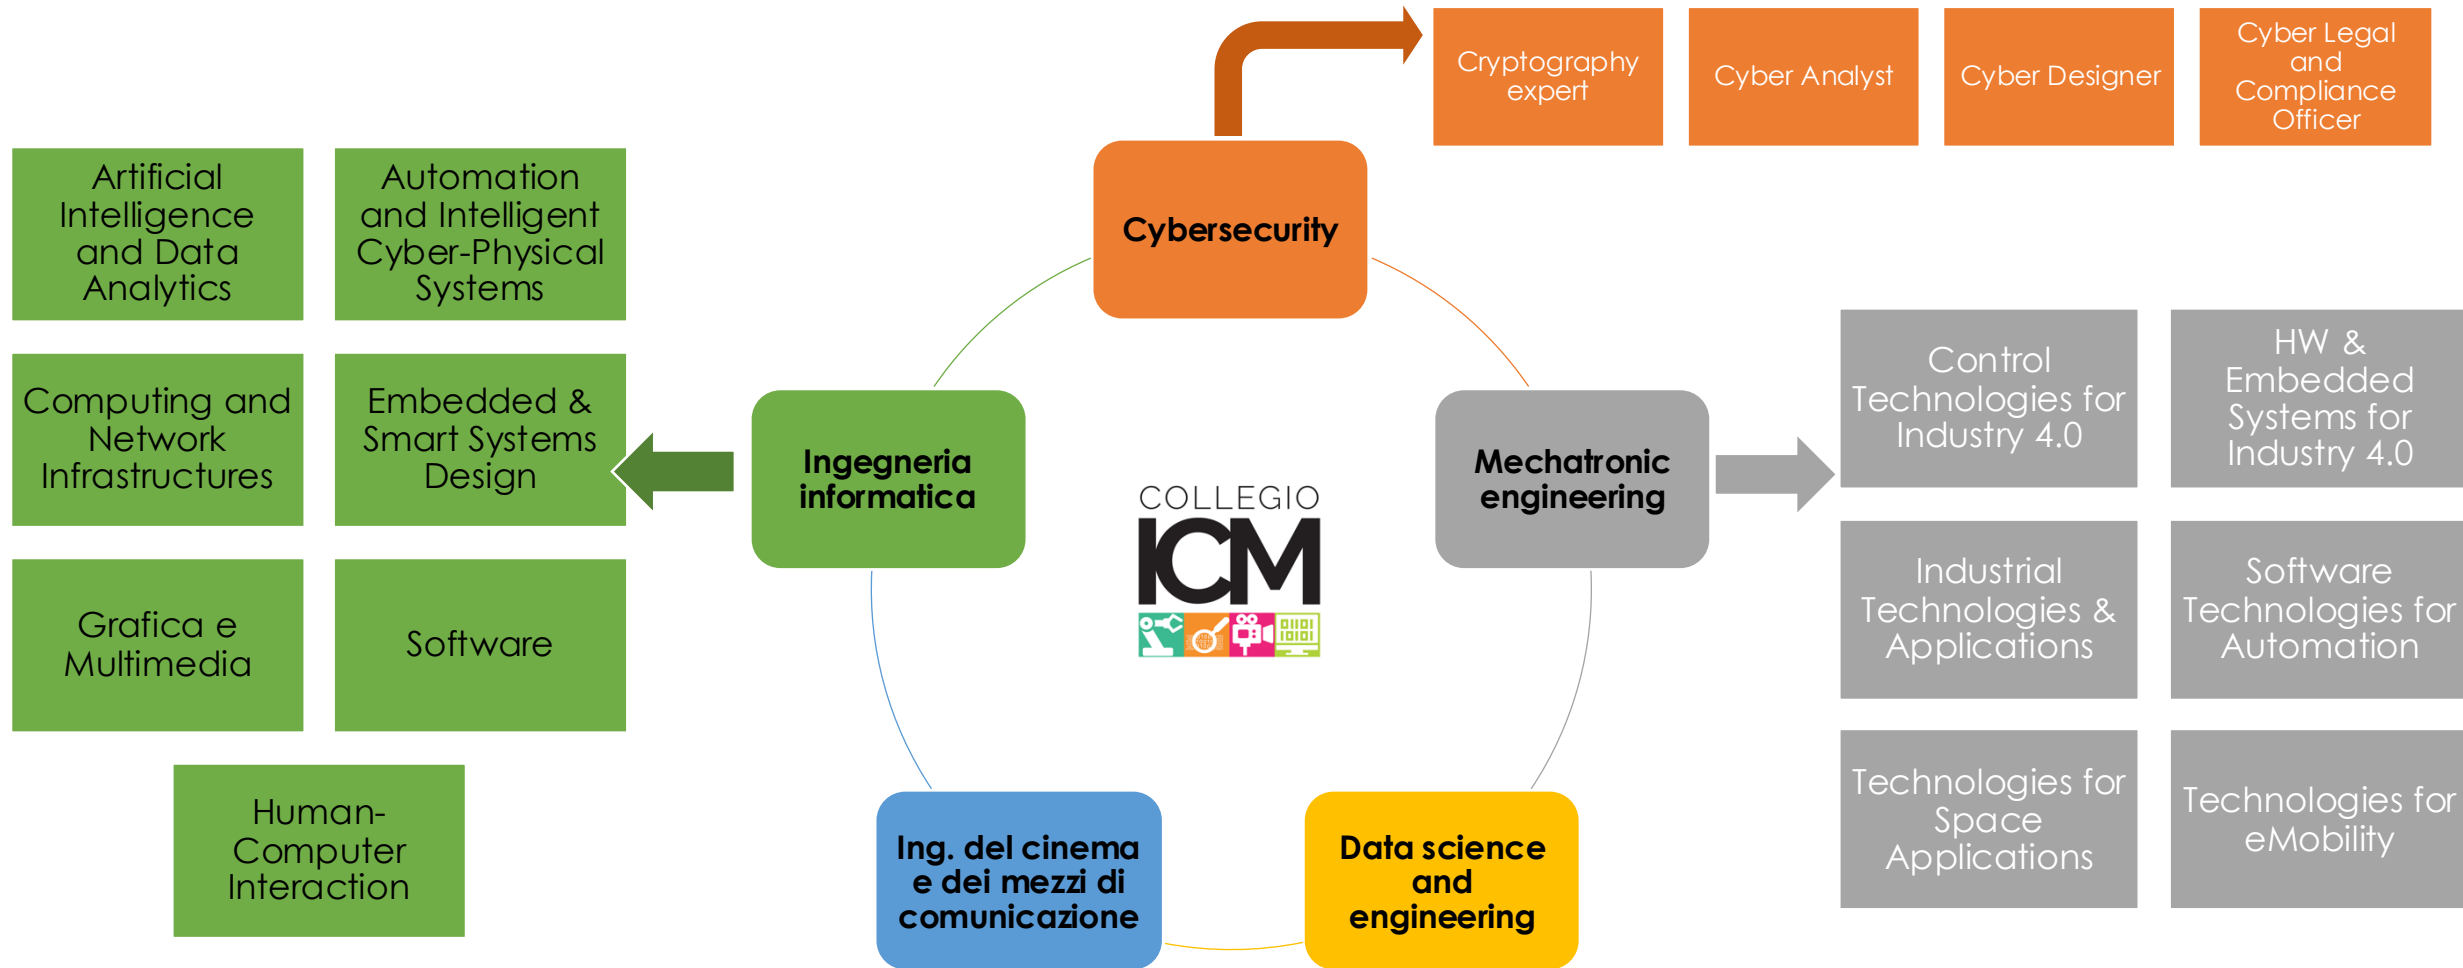 Cryptography
expert
Cyber Analyst
Cyber Designer
Cyber Legal
and
Compliance
Officer
Cybersecurity
Artificial
Intelligence
and Data
Analytics
Automation
and Intelligent
Cyber-Physical
Systems
Computing and
Network
Infrastructures
Embedded &
Smart Systems
Design
Grafica e
Multimedia
Software
Human-
Computer
Interaction
Ingegneria
informatica
COLLEGIO
ICM
01101
10101
Mechatronic
engineering
Control
Technologies for
Industry 4.0
HW &
Embedded
Systems for
Industry 4.0
Industrial
Technologies &
Applications
Software
Technologies for
Automation
Technologies for
Space
Applications
Technologies for
eMobility
Ing. del cinema
e dei mezzi di
comunicazione
Data science
and
engineering